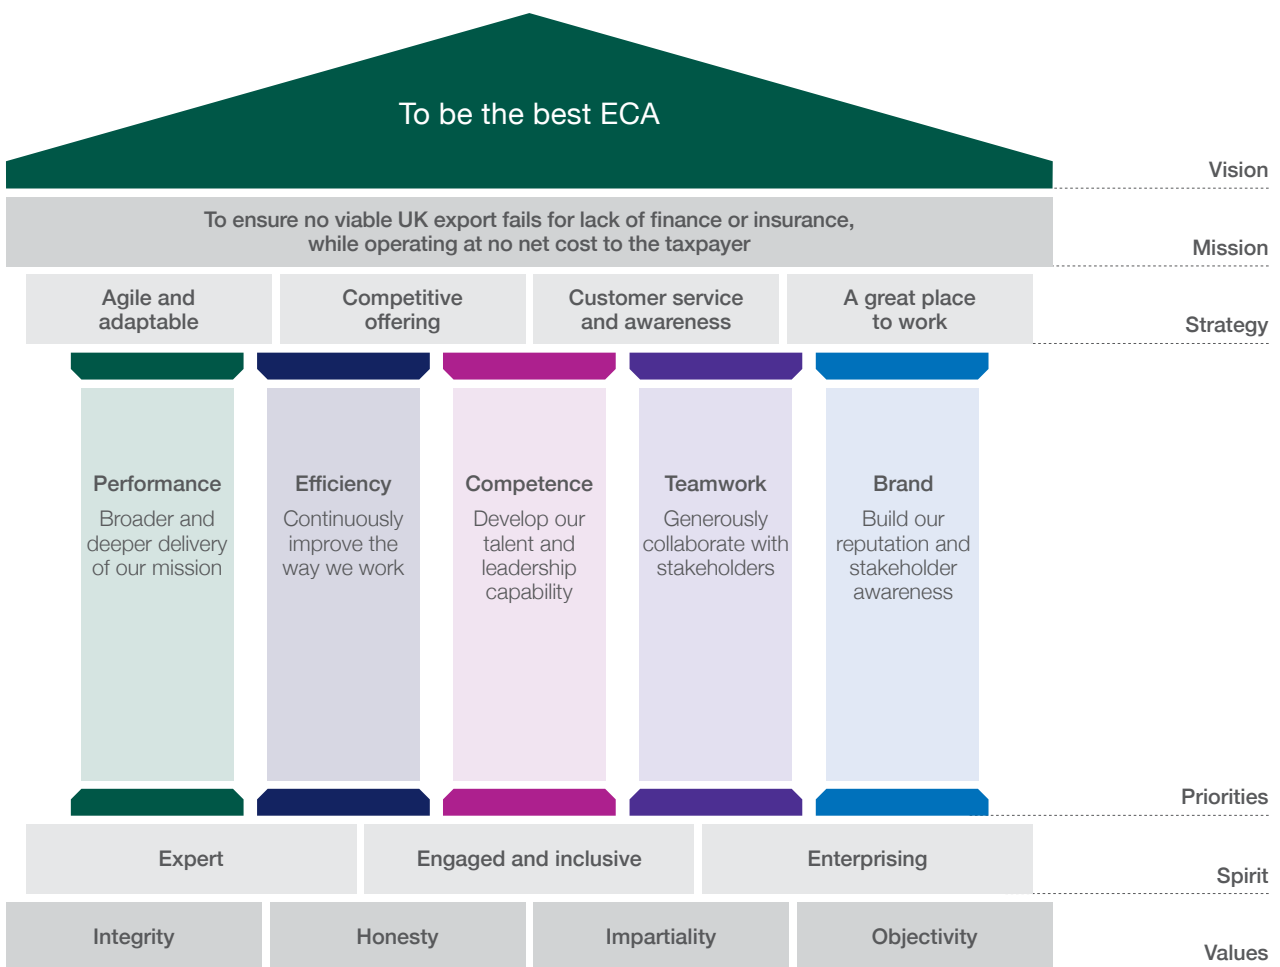 To be the best ECA
Vision
To ensure no viable UK export fails for lack of finance or insurance,
while operating at no net cost to the taxpayer
Mission
Agile and
adaptable
Competitive
offering
Customer service
and awareness
A great place
to work
Strategy
Performance
Broader and
deeper delivery
of our mission
Efficiency
Continuously
improve the
way we work
Competence
Develop our
talent and
leadership
capability
Teamwork
Generously
collaborate with
stakeholders
Brand
Build our
reputation and
stakeholder
awareness
Priorities
Expert
Engaged and inclusive
Enterprising
Spirit
Integrity
Honesty
Impartiality
Objectivity
Values